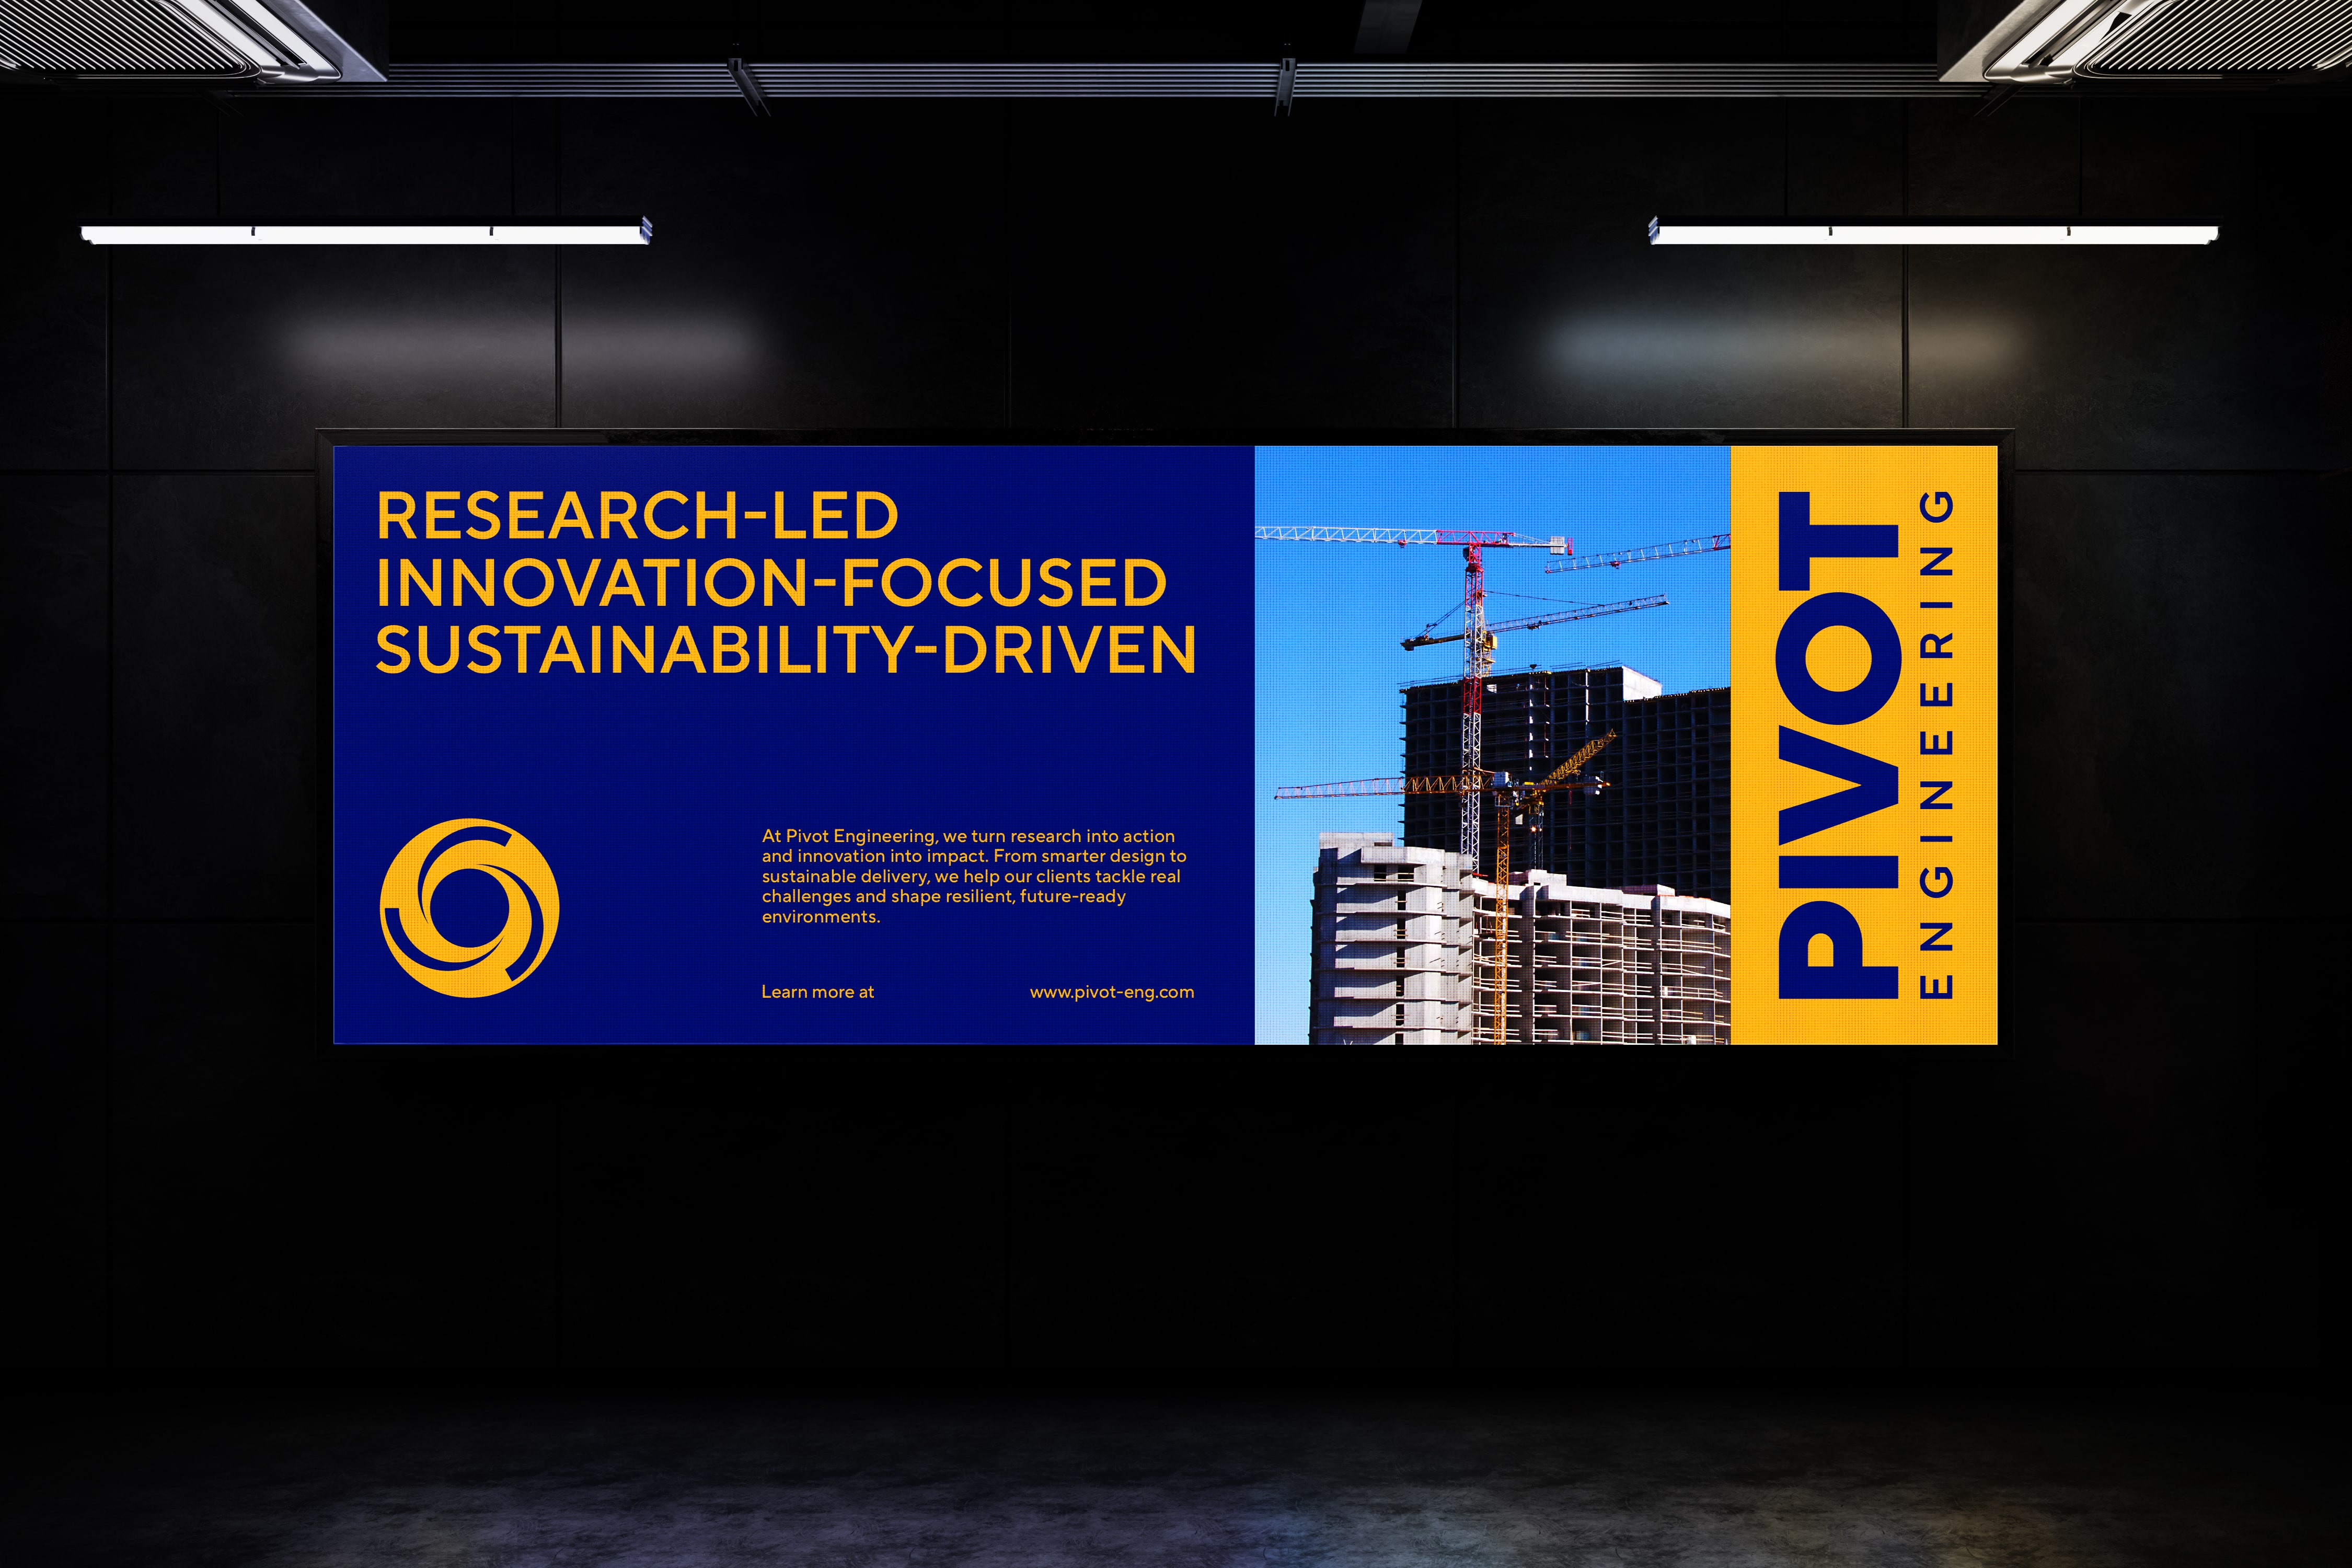 RESEARCH-LED
INNOVATION-FOCUSED
SUSTAINABILITY-DRIVEN
At Pivot Engineering, we turn research into action
and innovation into impact. From smarter design to
sustainable delivery, we help our clients tackle real
challenges and shape resilient, future-ready
environments.
Learn more at www.pivot-eng.com
PIVOT
ENGINEERING